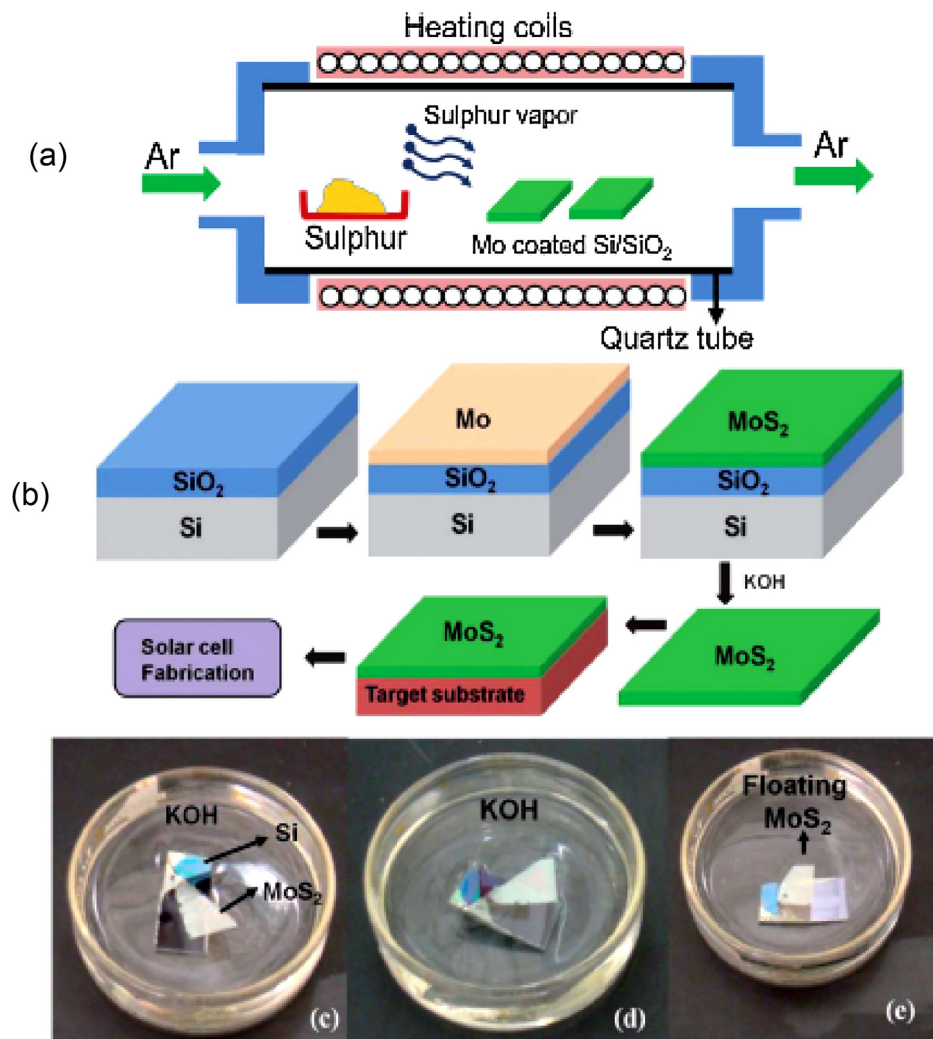 Heating coils
(a)
Ar
Sulphur vapor
Ar
Sulphur
Mo coated Si/SiO₂
Quartz tube
(b)
SiO₂
Si
Mo
SiO₂
Si
MoS₂
SiO₂
Si
KOH
Solar cell
Fabrication
MoS₂
Target substrate
MoS₂
KOH
Si
MoS₂
(c)
KOH
(d)
Floating
MoS₂
(e)